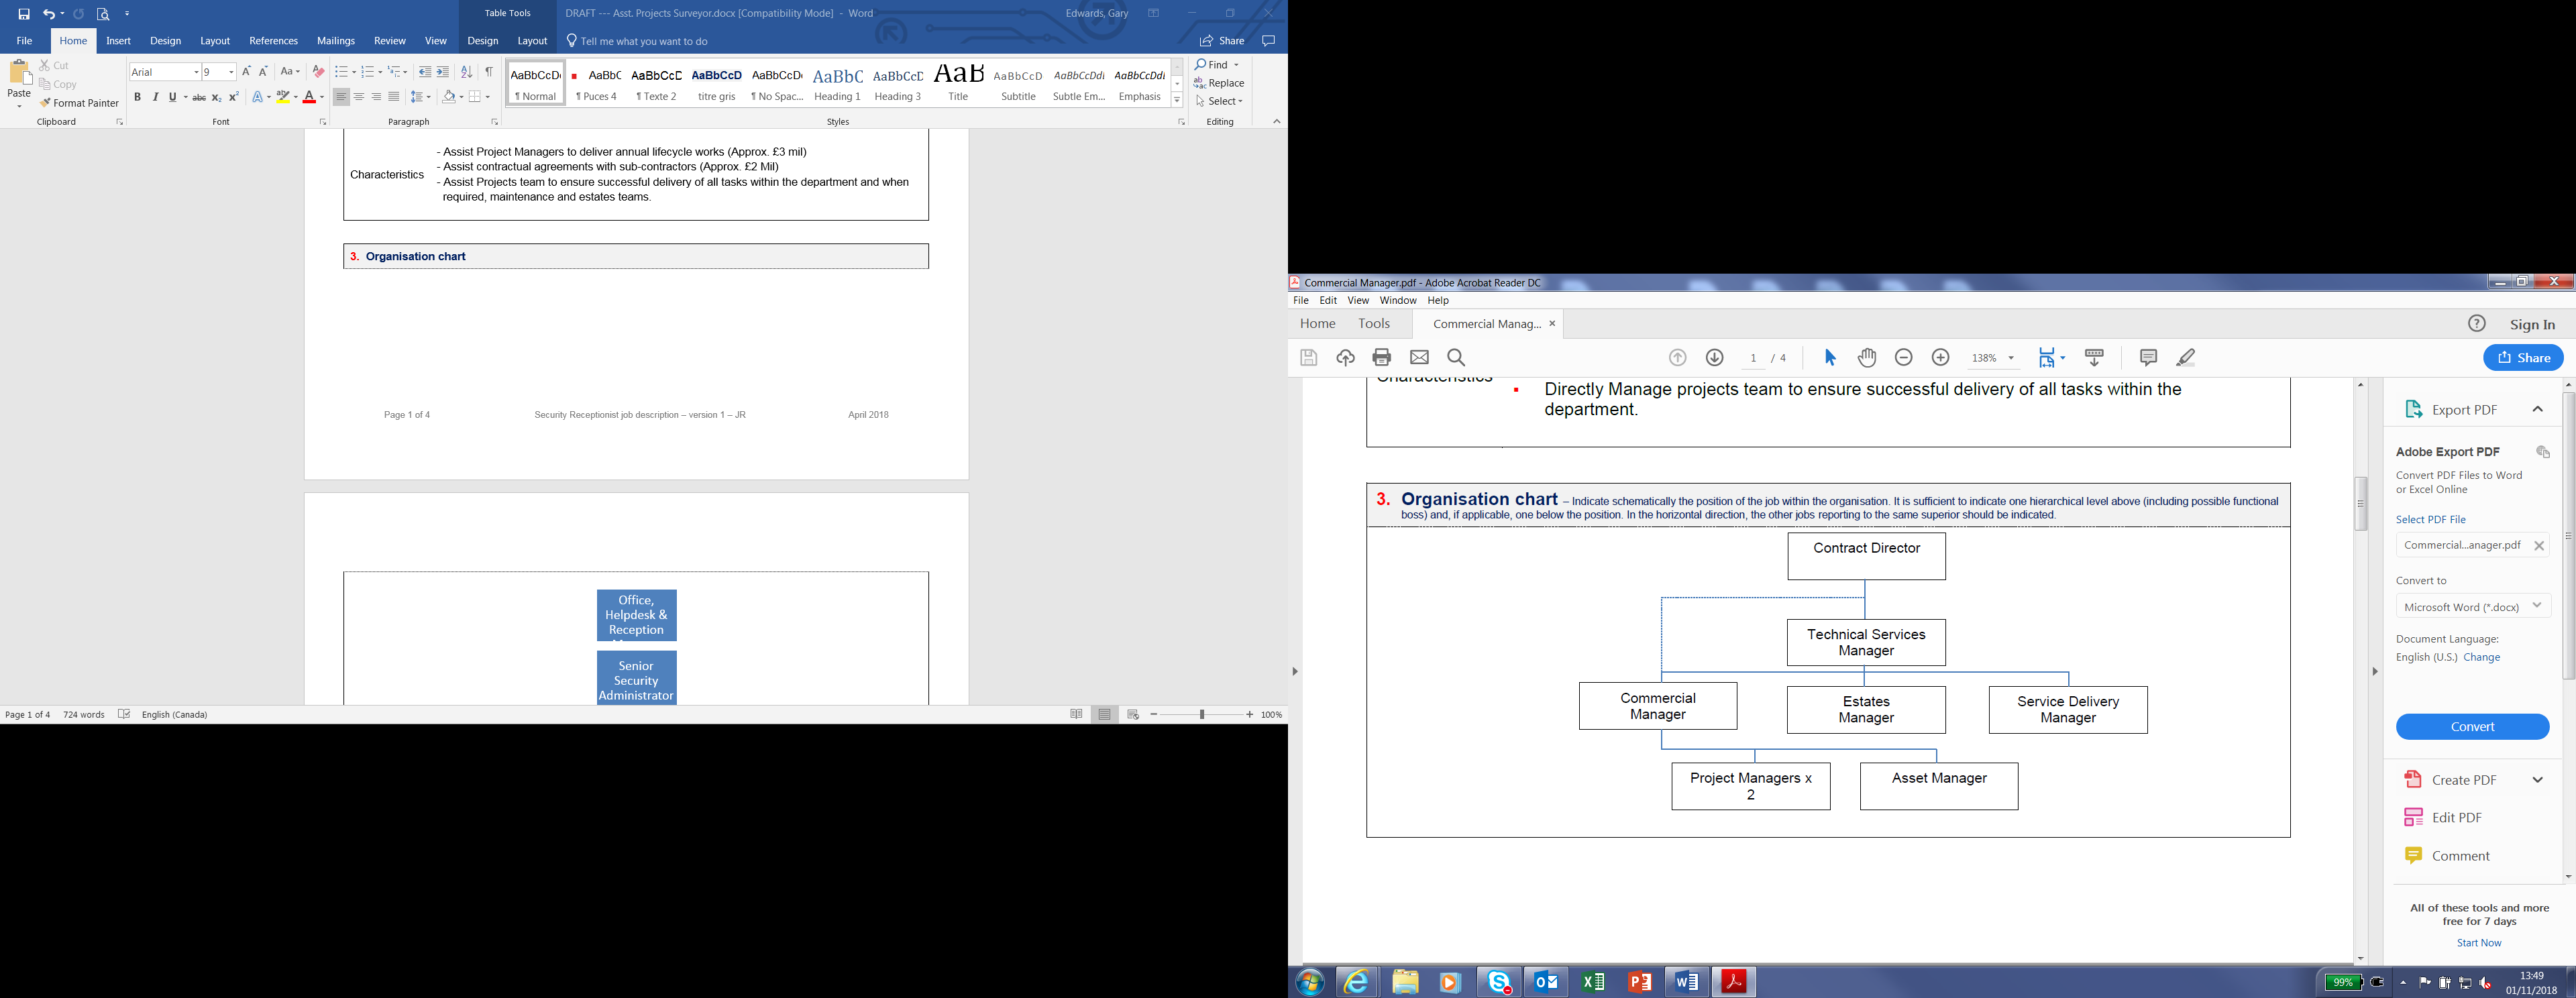 Table Tools
DRAFT --- Asst. Projects Surveyor.docx [Compatibility Mode] - Word
Edwards, Gary
File Home Insert Design Layout References Mailings Review View Design Layout Tell me what you want to do Share
Paste
Cut
Copy
Format Painter
Clipboard
Arial 9
Font
Paragraph
AaBbCcDc AaBbC AaBbCcD AaBbCcD AaBbCcDc AaBbC AaBbCcD AaB AaBbCcD AaBbCcDdI AaBbCcDdI
¶ Normal ¶ Puces 4 ¶ Texte 2 titre gris ¶ No Spac... Heading 1 Heading 3 Title Subtitle Subtle Em... Emphasis
Styles
Find
Replace
Select
Editing
Characteristics
- Assist Project Managers to deliver annual lifecycle works (Approx. £3 mil)
- Assist contractual agreements with sub-contractors (Approx. £2 Mil)
- Assist Projects team to ensure successful delivery of all tasks within the department and when
required, maintenance and estates teams.
3. Organisation chart
Page 1 of 4 Security Receptionist job description – version 1 – JR April 2018
Office,
Helpdesk &
Reception
Senior
Security
Administrator
Page 1 of 4 724 words English (Canada) 100%
Commercial Manager.pdf - Adobe Acrobat Reader DC
File Edit View Window Help
Home Tools Commercial Manag... × Sign In
1 / 4 138% Share
Characteristics
Directly Manage projects team to ensure successful delivery of all tasks within the
department.
3. Organisation chart – Indicate schematically the position of the job within the organisation. It is sufficient to indicate one hierarchical level above (including possible functional
boss) and, if applicable, one below the position. In the horizontal direction, the other jobs reporting to the same superior should be indicated.
Contract Director
Technical Services
Manager
Commercial
Manager
Estates
Manager
Service Delivery
Manager
Project Managers x
2
Asset Manager
Export PDF
Adobe Export PDF
Convert PDF Files to Word
or Excel Online
Select PDF File
Commercial...anager.pdf
Convert to
Microsoft Word (*.docx)
Document Language:
English (U.S.) Change
Convert
Create PDF
Edit PDF
Comment
All of these tools and more
free for 7 days
Start Now
99%
13:49
01/11/2018